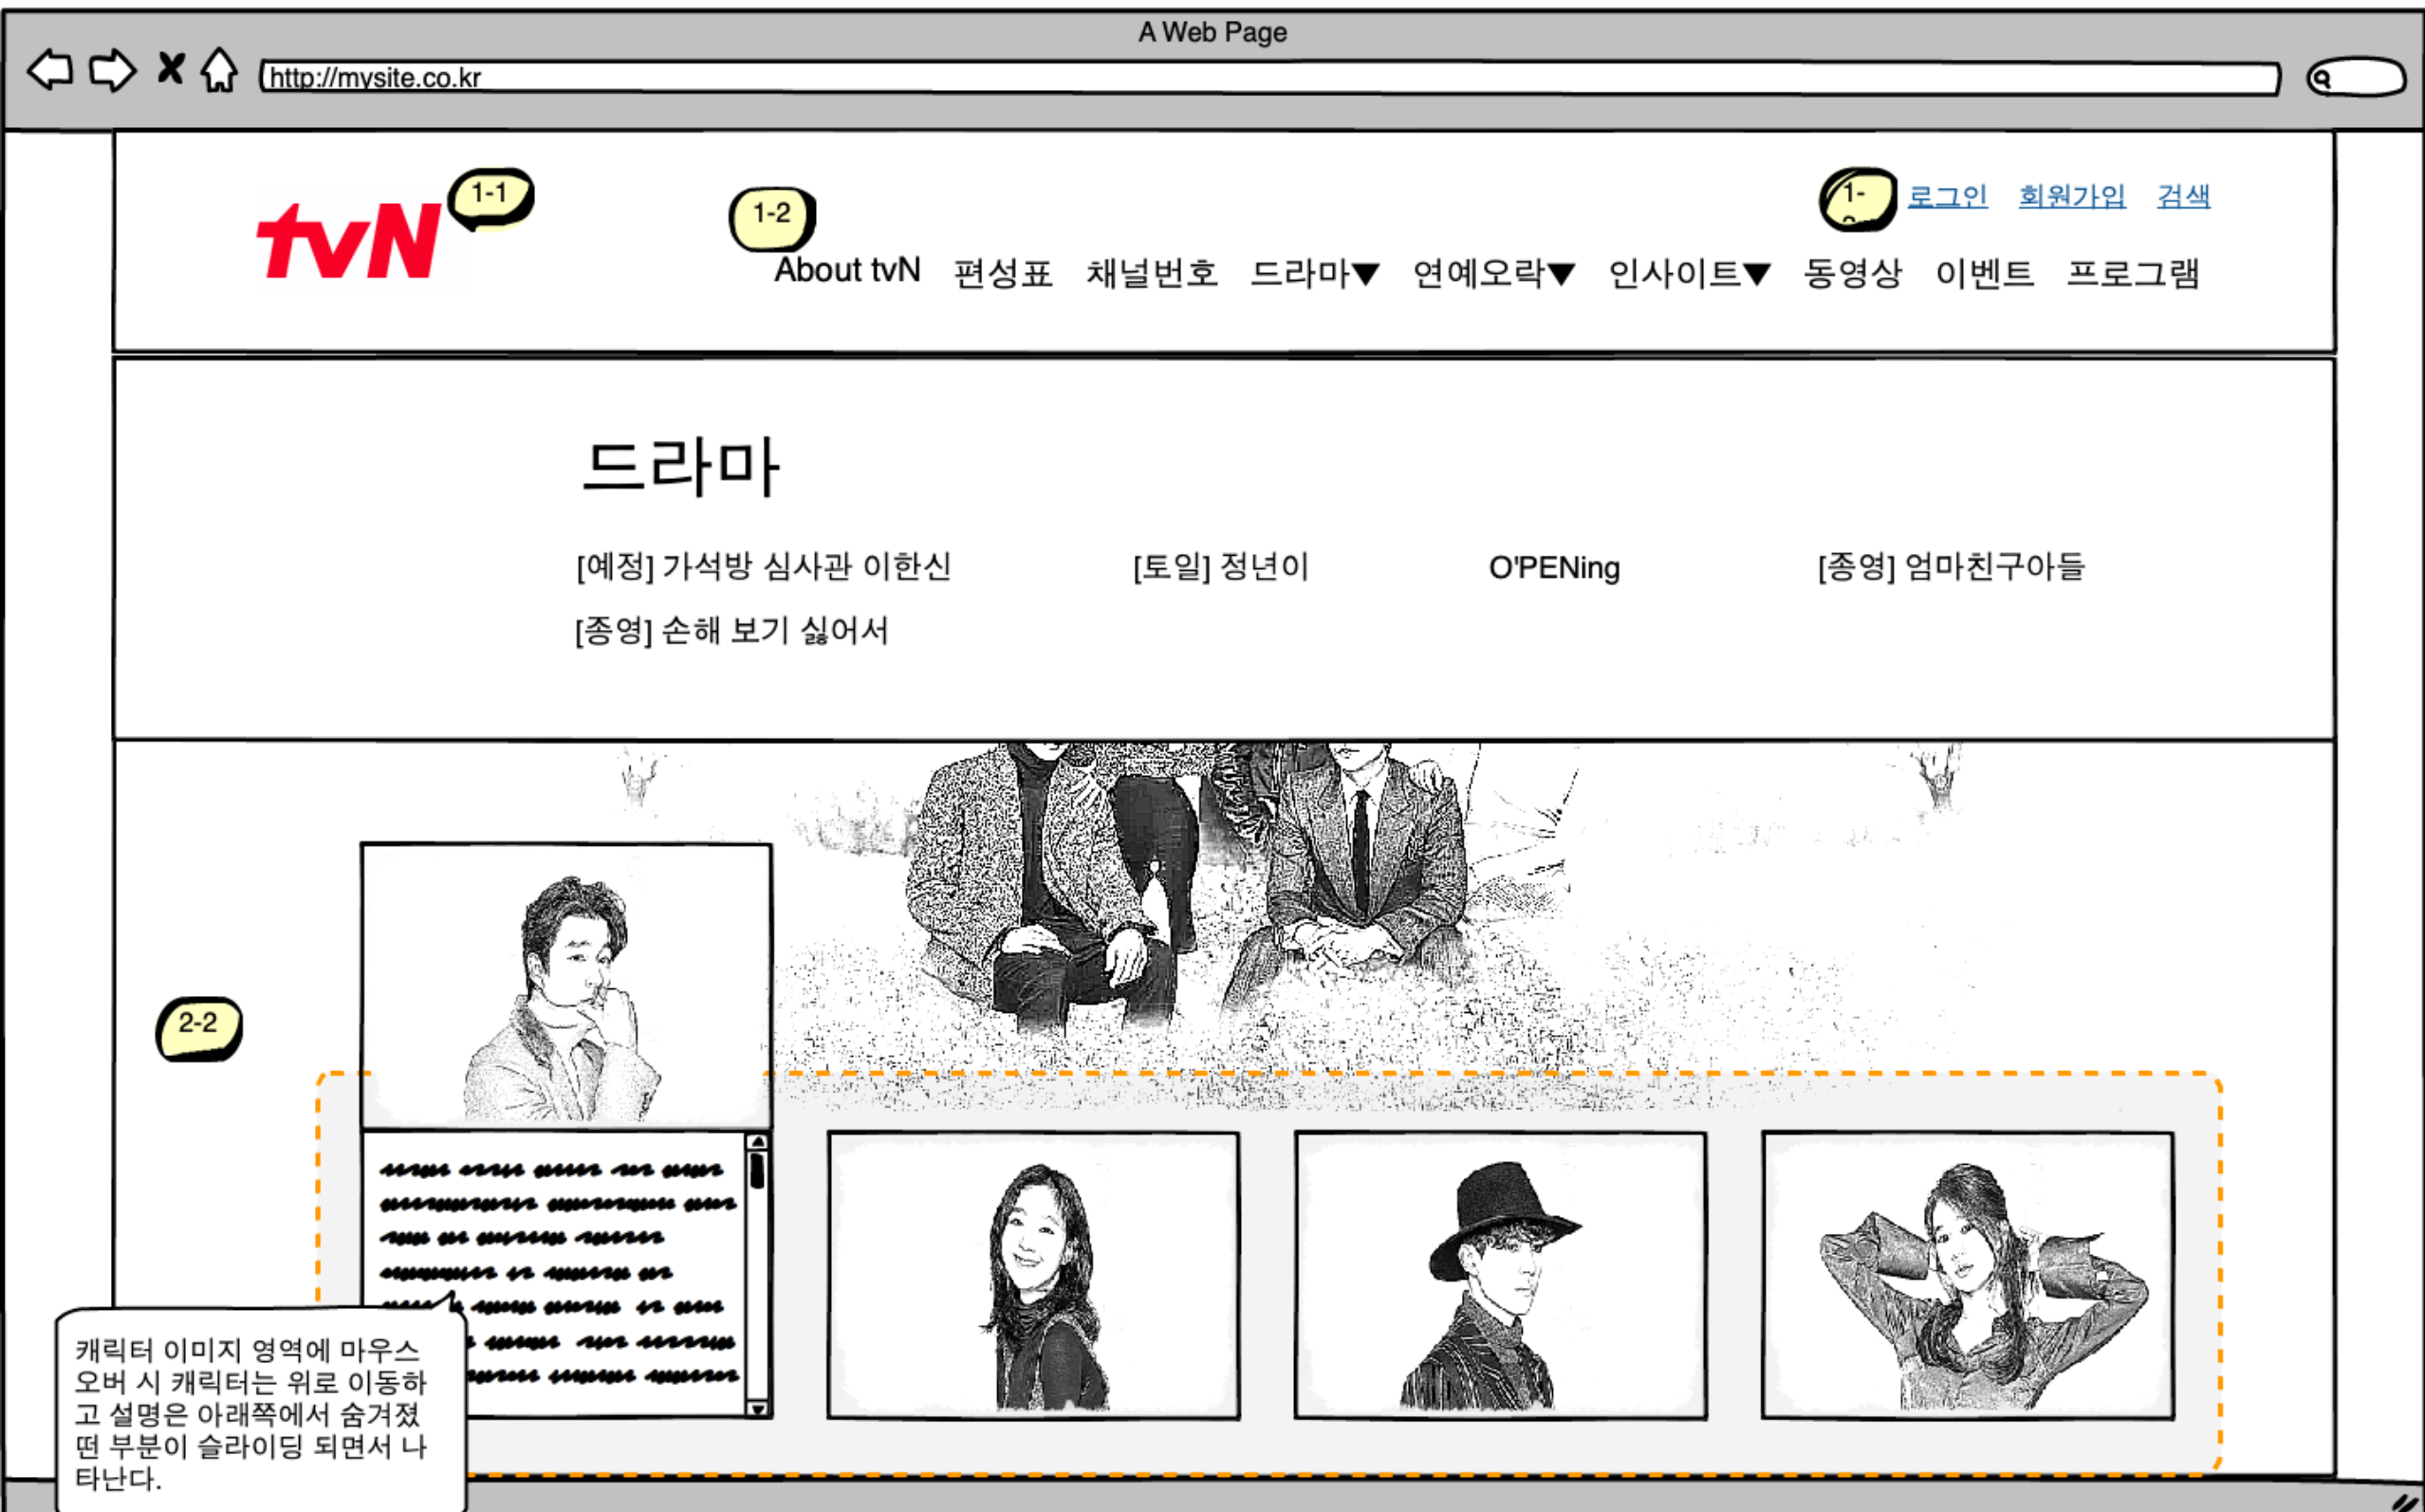 A Web Page
http://mysite.co.kr
tvN
1-1
1-2
1-
로그인 회원가입 검색
About tvN 편성표 채널번호 드라마▼ 연예오락▼ 인사이트▼ 동영상 이벤트 프로그램
드라마
[예정] 가석방 심사관 이한신 [토일] 정년이 O'PENing [종영] 엄마친구아들
[종영] 손해 보기 싫어서
2-2
캐릭터 이미지 영역에 마우스
오버 시 캐릭터는 위로 이동하
고 설명은 아래쪽에서 숨겨졌
떤 부분이 슬라이딩 되면서 나
타난다.